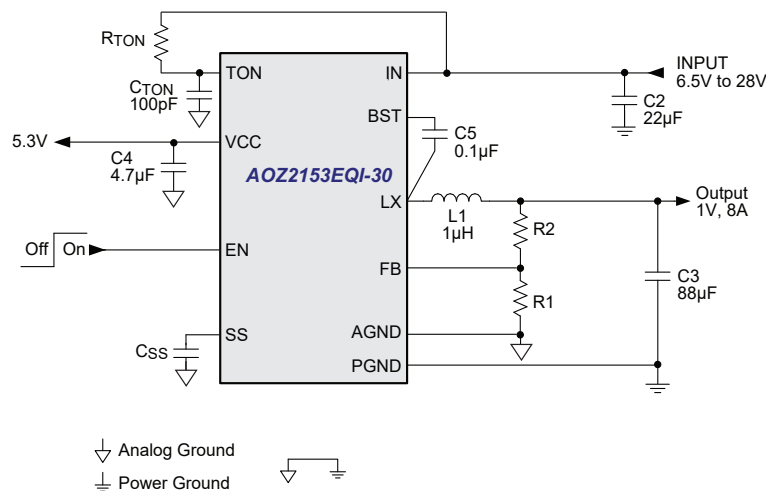 RTON
TON
IN
INPUT
6.5V to 28V
CTON
100pF
C2
22µF
BST
C5
0.1µF
5.3V
VCC
C4
4.7µF
AOZ2153EQI-30
LX
L1
1µH
Output
1V, 8A
R2
Off
On
EN
FB
C3
88µF
R1
SS
CSS
AGND
PGND
Analog Ground
Power Ground